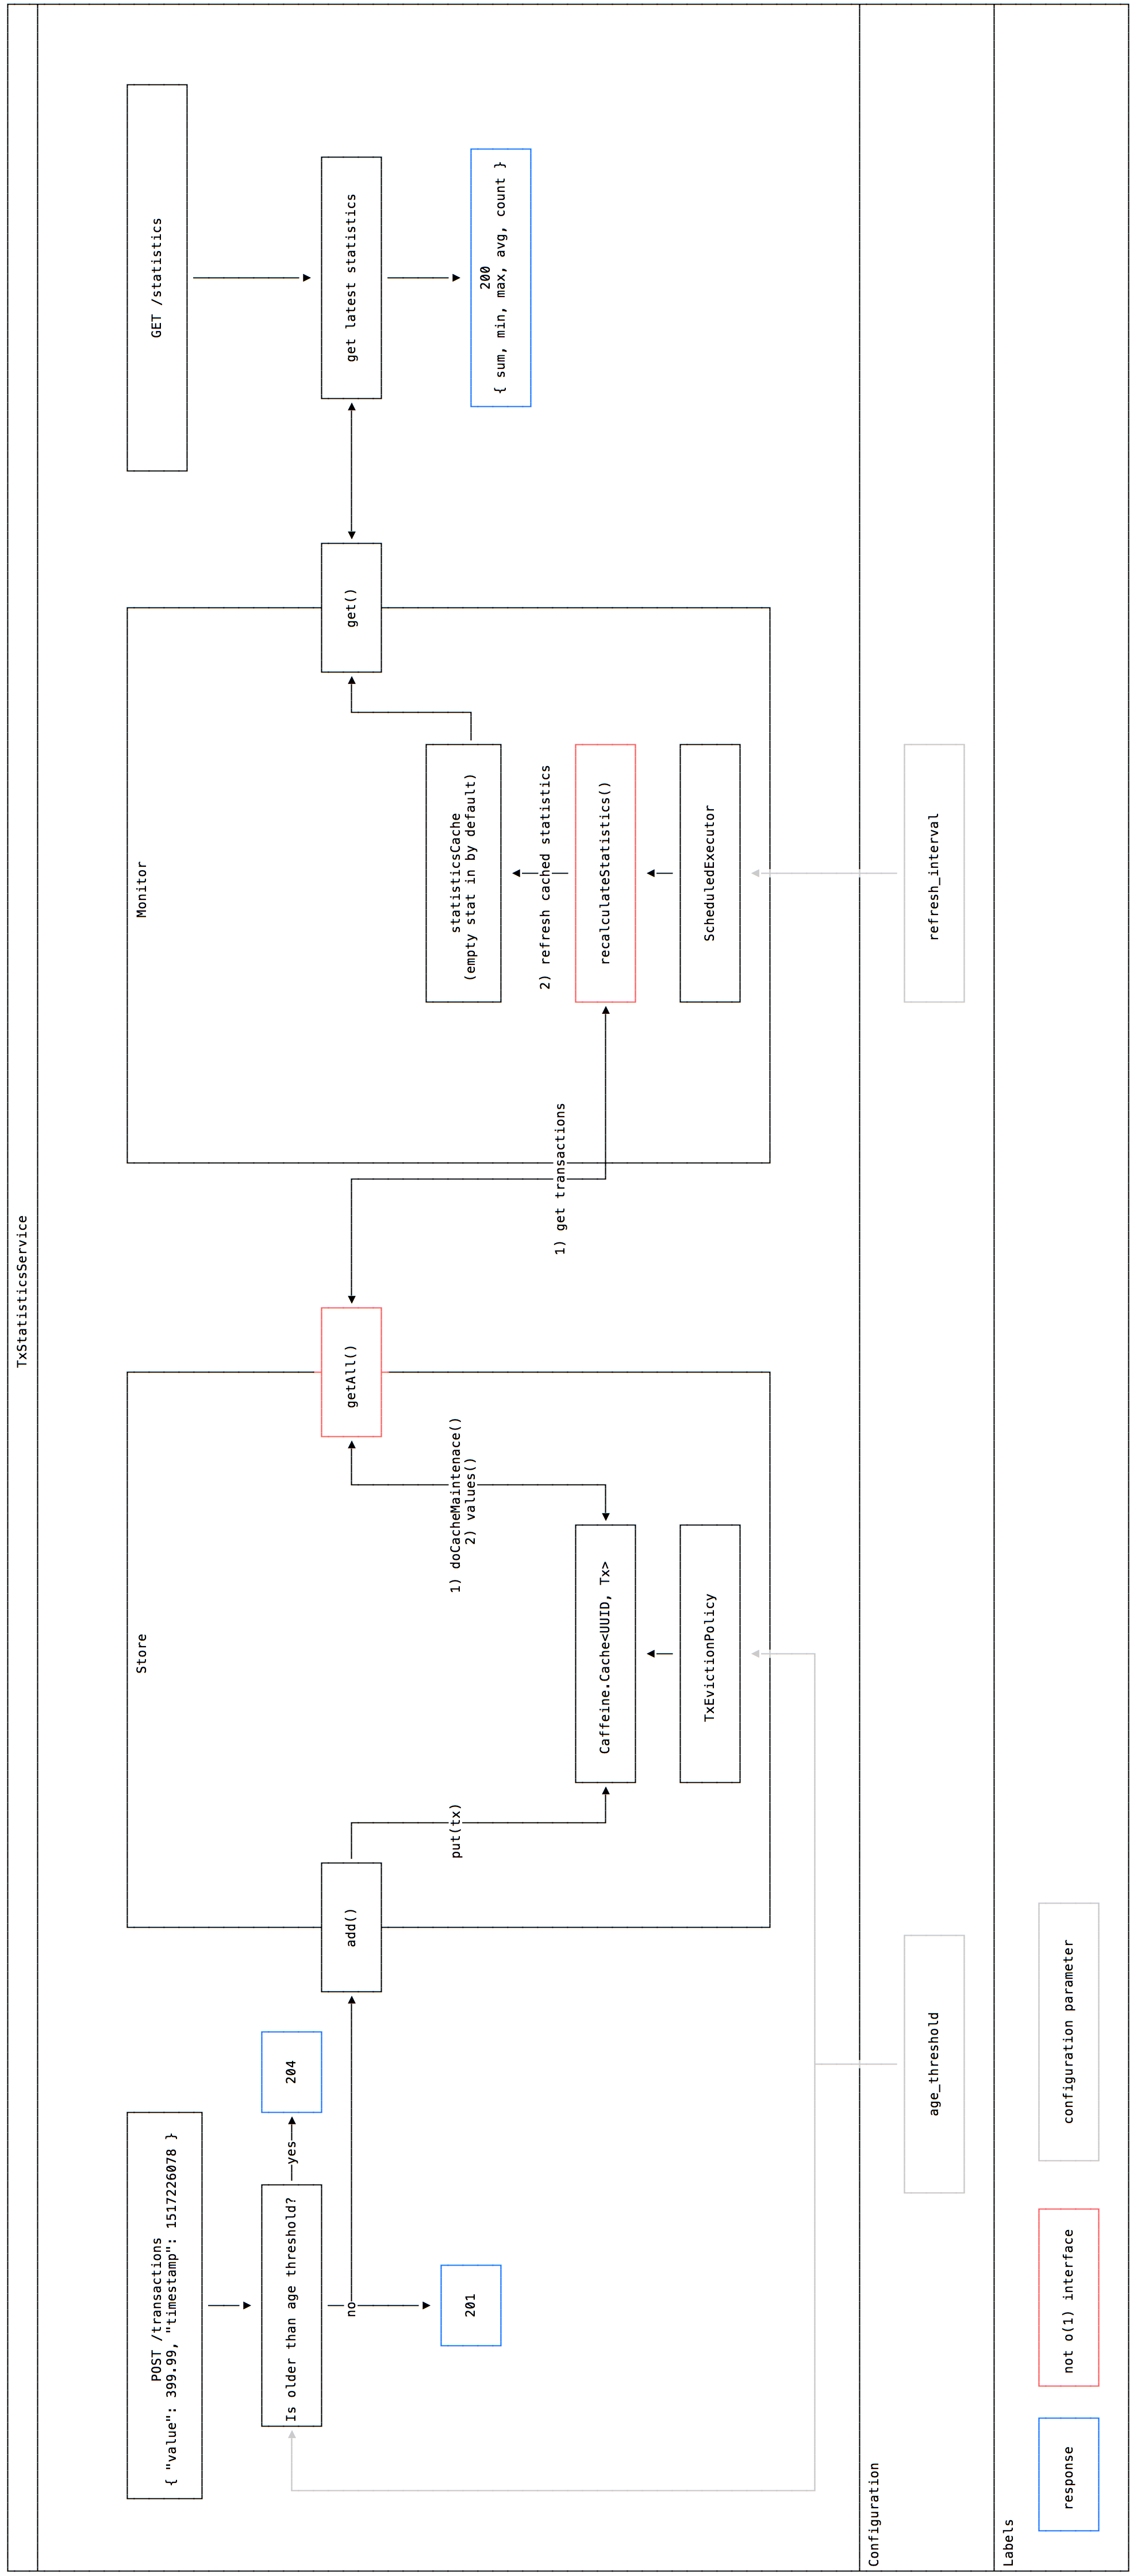 TxStatisticsService
POST /transactions
{ "value": 399.99, "timestamp": 1517226078 }
Is older than age threshold?
yes
204
no
201
add()
Store
put(tx)
Caffeine.Cache<UUID, Tx>
TxEvictionPolicy
1) doCacheMaintenace()
2) values()
getAll()
1) get transactions
Monitor
statisticsCache
(empty stat in by default)
2) refresh cached statistics
recalculateStatistics()
ScheduledExecutor
get()
GET /statistics
get latest statistics
200
{ sum, min, max, avg, count }
Configuration
age_threshold
refresh_interval
Labels
response
not o(1) interface
configuration parameter